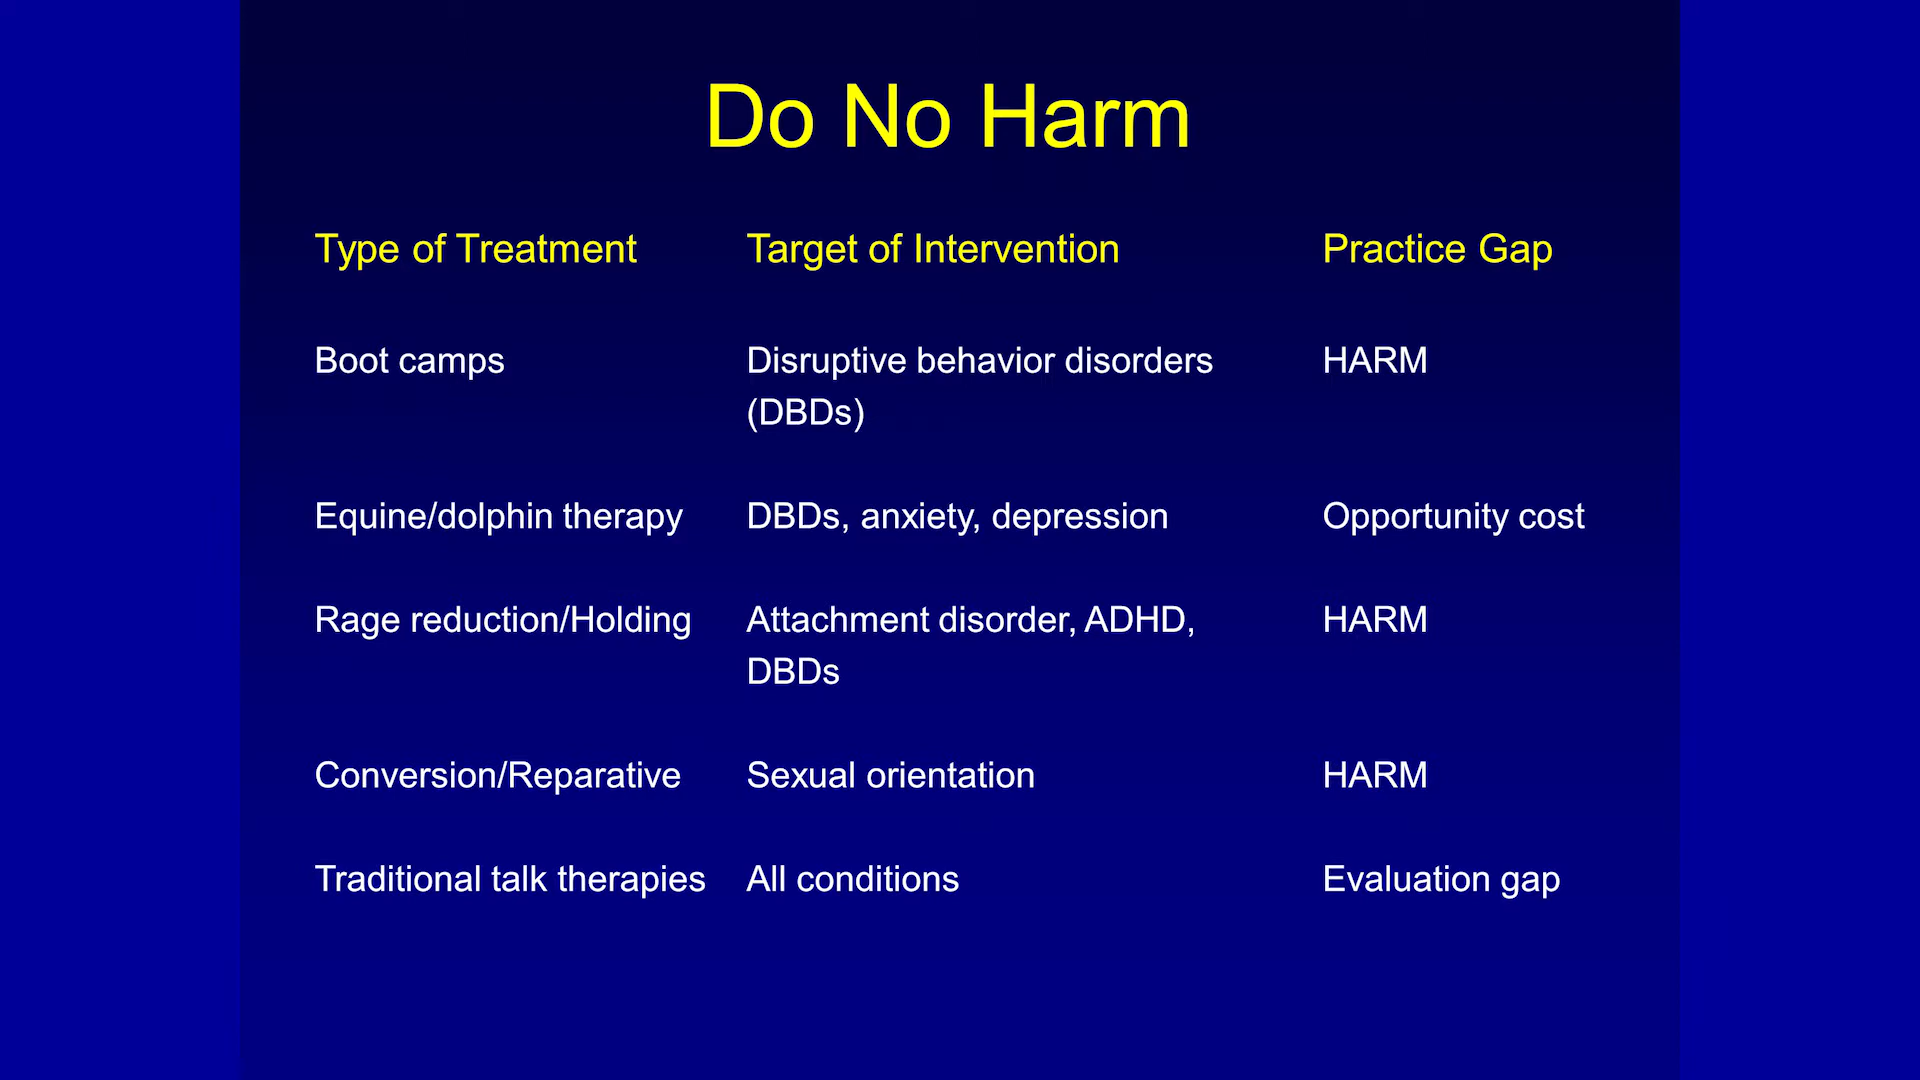 Do No Harm
Type of Treatment Target of Intervention Practice Gap
Boot camps Disruptive behavior disorders HARM
(DBDs)
Equine/dolphin therapy DBDs, anxiety, depression Opportunity cost
Rage reduction/Holding Attachment disorder, ADHD, HARM
DBDs
Conversion/Reparative Sexual orientation HARM
Traditional talk therapies All conditions Evaluation gap